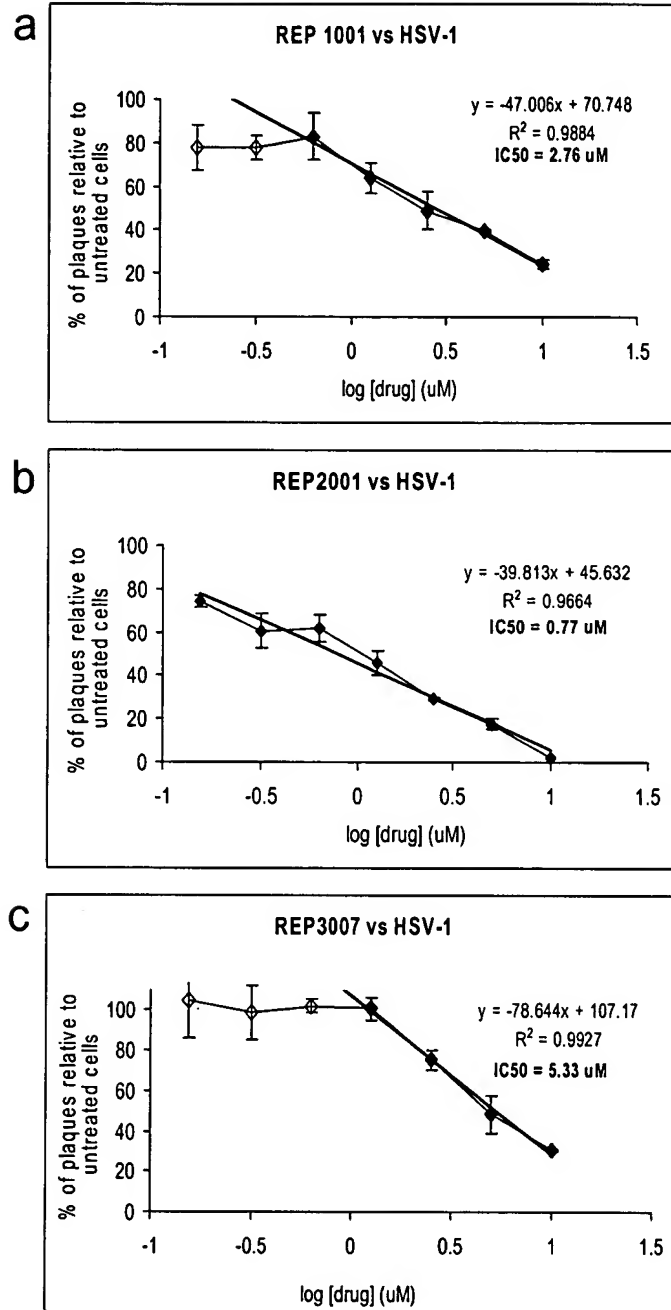 a
REP 1001 vs HSV-1
y = -47.006x + 70.748
R² = 0.9884
IC50 = 2.76 uM
% of plaques relative to
untreated cells
100
80
60
40
20
0
-1
-0.5
0
0.5
1
1.5
log [drug] (uM)
b
REP2001 vs HSV-1
y = -39.813x + 45.632
R² = 0.9664
IC50 = 0.77 uM
% of plaques relative to
untreated cells
100
80
60
40
20
0
-1
-0.5
0
0.5
1
1.5
log [drug] (uM)
c
REP3007 vs HSV-1
y = -78.644x + 107.17
R² = 0.9927
IC50 = 5.33 uM
% of plaques relative to
untreated cells
100
80
60
40
20
0
-1
-0.5
0
0.5
1
1.5
log [drug] (uM)